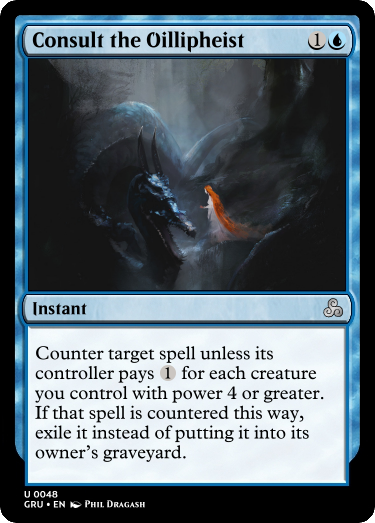 Consult the Oillipheist 1
Instant
Counter target spell unless its
controller pays 1 for each creature
you control with power 4 or greater.
If that spell is countered this way,
exile it instead of putting it into its
owner's graveyard.
U 0048
GRU • EN Phil Dragash